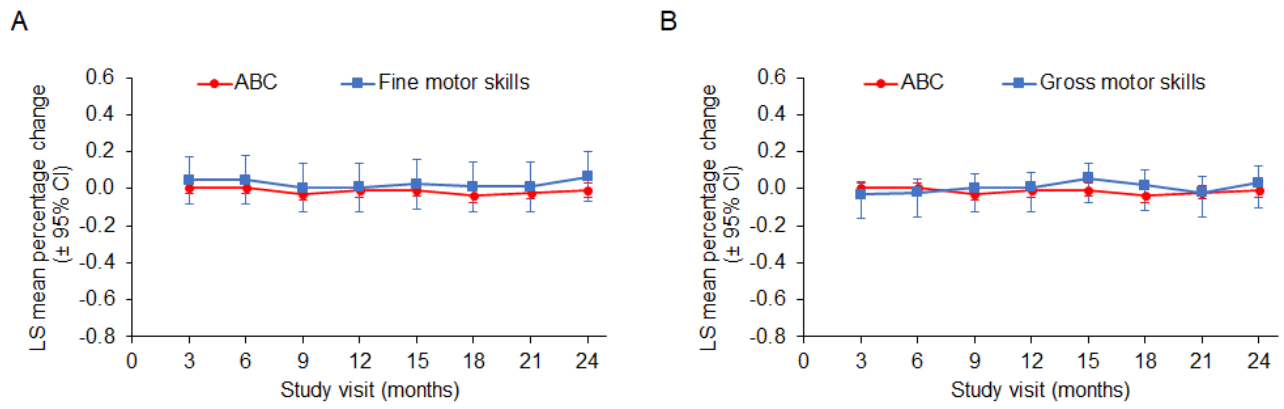 A
LS mean percentage change
(± 95% CI)
0.6
0.4
0.2
0.0
-0.2
-0.4
-0.6
-0.8
ABC Fine motor skills
0 3 6 9 12 15 18 21 24
Study visit (months)
B
LS mean percentage change
(± 95% CI)
0.6
0.4
0.2
0.0
-0.2
-0.4
-0.6
-0.8
ABC Gross motor skills
0 3 6 9 12 15 18 21 24
Study visit (months)